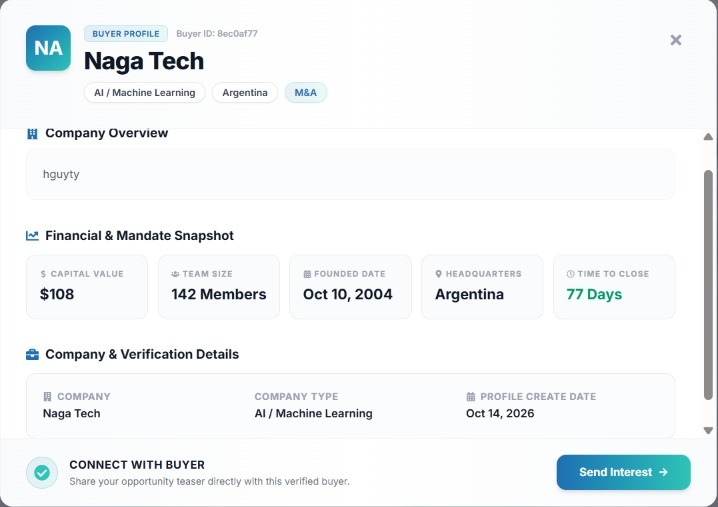 NA
BUYER PROFILE
Buyer ID: 8ec0af77
Naga Tech
AI / Machine Learning
Argentina
M&A
Company Overview
hguyty
Financial & Mandate Snapshot
CAPITAL VALUE
$108
TEAM SIZE
142 Members
FOUNDED DATE
Oct 10, 2004
HEADQUARTERS
Argentina
TIME TO CLOSE
77 Days
Company & Verification Details
COMPANY
Naga Tech
COMPANY TYPE
AI / Machine Learning
PROFILE CREATE DATE
Oct 14, 2026
CONNECT WITH BUYER
Share your opportunity teaser directly with this verified buyer.
Send Interest →